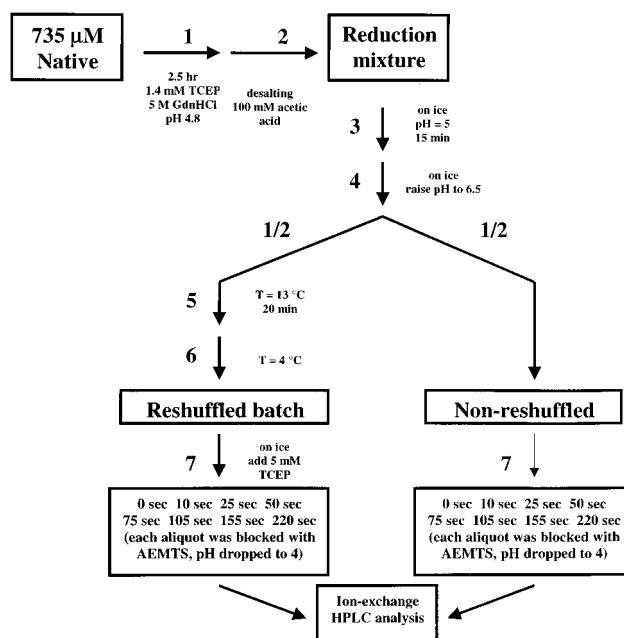 735 μM
Native
1
2.5 hr
1.4 mM TCEP
5 M GdnHCl
pH 4.8
2
desalting
100 mM acetic
acid
Reduction
mixture
3
on ice
pH = 5
15 min
4
on ice
raise pH to 6.5
1/2
1/2
5
T = 13 °C
20 min
6
T = 4 °C
Reshuffled batch
Non-reshuffled
7
on ice
add 5 mM
TCEP
7
0 sec 10 sec 25 sec 50 sec
75 sec 105 sec 155 sec 220 sec
(each aliquot was blocked with
AEMTS, pH dropped to 4)
0 sec 10 sec 25 sec 50 sec
75 sec 105 sec 155 sec 220 sec
(each aliquot was blocked with
AEMTS, pH dropped to 4)
Ion-exchange
HPLC analysis